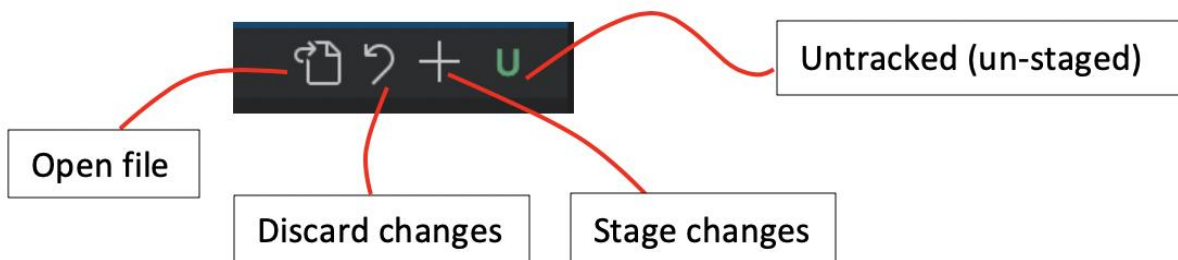 U
Untracked (un-staged)
Open file
Discard changes
Stage changes